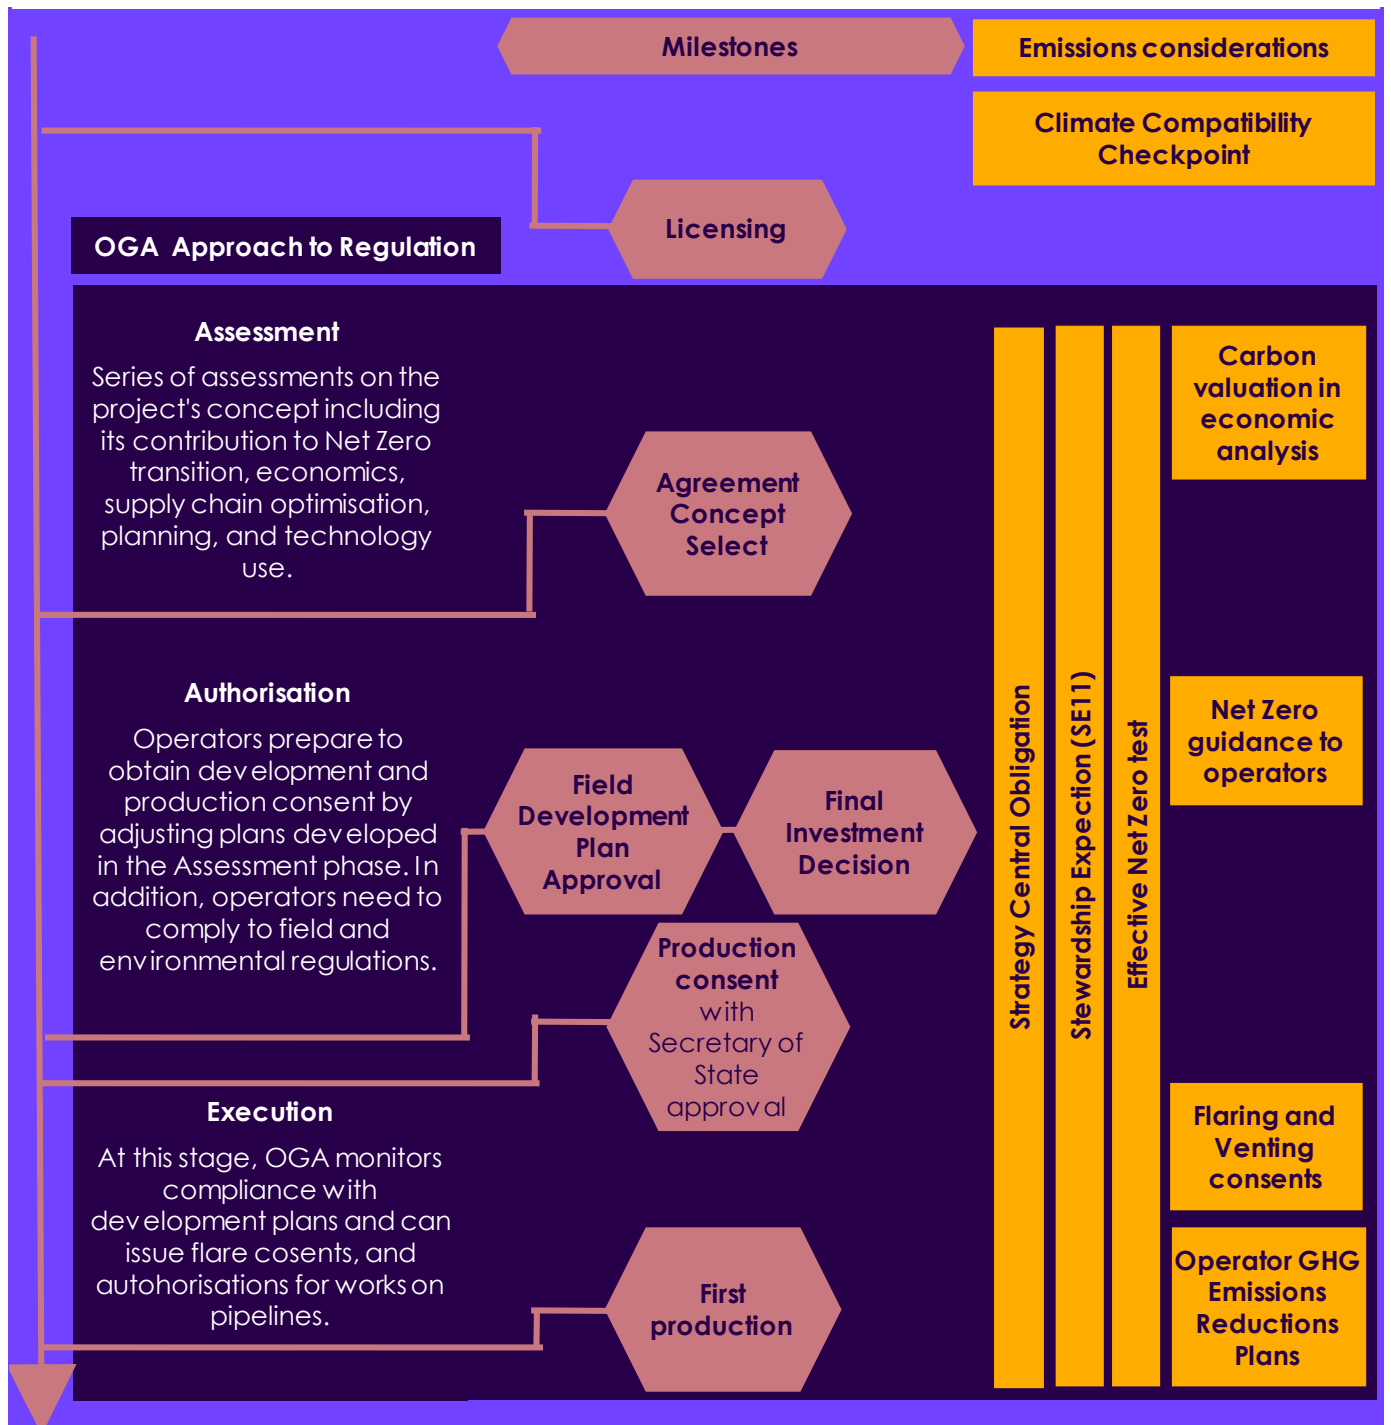 Milestones
Emissions considerations
Climate Compatibility
Checkpoint
Licensing
OGA Approach to Regulation
Assessment
Series of assessments on the
project's concept including
its contribution to Net Zero
transition, economics,
supply chain optimisation,
planning, and technology
use.
Agreement
Concept
Select
Carbon
valuation in
economic
analysis
Authorisation
Operators prepare to
obtain development and
production consent by
adjusting plans developed
in the Assessment phase. In
addition, operators need to
comply to field and
environmental regulations.
Field
Development
Plan
Approval
Final
Investment
Decision
Production
consent
with
Secretary of
State
approval
Strategy Central Obligation
Stewardship Expection (SE11)
Effective Net Zero test
Net Zero
guidance to
operators
Execution
At this stage, OGA monitors
compliance with
development plans and can
issue flare cosents, and
autohorisations for works on
pipelines.
First
production
Flaring and
Venting
consents
Operator GHG
Emissions
Reductions
Plans